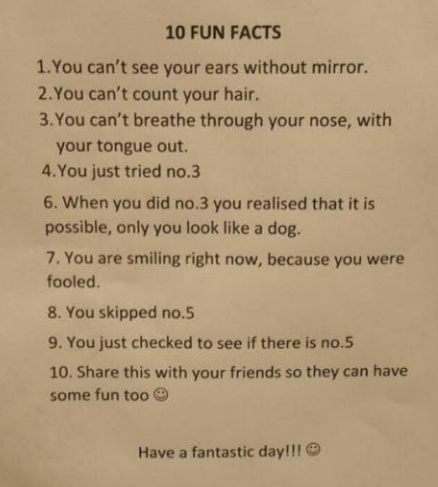 10 FUN FACTS
1.You can't see your ears without mirror.
2.You can't count your hair.
3.You can't breathe through your nose, with
your tongue out.
4.You just tried no.3
6. When you did no.3 you realised that it is
possible, only you look like a dog.
7. You are smiling right now, because you were
fooled.
8. You skipped no.5
9. You just checked to see if there is no.5
10. Share this with your friends so they can have
some fun too ☺
Have a fantastic day!!! ☺